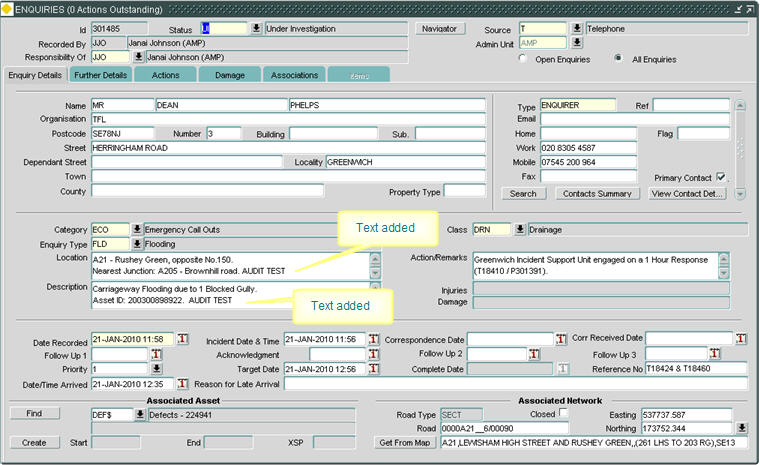 ENQUIRIES (0 Actions Outstanding)
Id 301485 Status UI Under Investigation Navigator Source T Telephone
Recorded By JJO Janai Johnson (AMP) Admin Unit AMP
Responsibility Of JJO Janai Johnson (AMP) Open Enquiries All Enquiries
Enquiry Details Further Details Actions Damage Associations Items
Name MR DEAN PHELPS Type ENQUIRER Ref
Organisation TFL Email
Postcode SE78NJ Number 3 Building Sub. Home Flag
Street HERRINGHAM ROAD Work 020 8305 4587
Dependant Street Locality GREENWICH Mobile 07545 200 964
Town Fax Primary Contact .
County Property Type Search Contacts Summary View Contact Det...
Category ECO Emergency Call Outs Text added Class DRN Drainage
Enquiry Type FLD Flooding
Location A21 - Rushey Green, opposite No.150. Action/Remarks Greenwich Incident Support Unit engaged on a 1 Hour Response
Nearest Junction: A205 - Brownhill road. AUDIT TEST (T18410 / P301391).
Description Carriageway Flooding due to 1 Blocked Gully. Injuries
Asset ID: 200300898922. AUDIT TEST Text added Damage
Date Recorded 21-JAN-2010 11:58 Incident Date & Time 21-JAN-2010 11:56 Correspondence Date Corr Received Date
Follow Up 1 Acknowledgment Follow Up 2 Follow Up 3
Priority 1 Target Date 21-JAN-2010 12:56 Complete Date Reference No T18424 & T18460
Date/Time Arrived 21-JAN-2010 12:35 Reason for Late Arrival
Associated Asset Associated Network
Find DEF$ Defects - 224941 Road Type SECT Closed Easting 537737.587
Road 0000A21__6/00090 Northing 173752.344
Create Start End XSP Get From Map A21,LEWISHAM HIGH STREET AND RUSHEY GREEN,,(261 LHS TO 203 RG),SE13